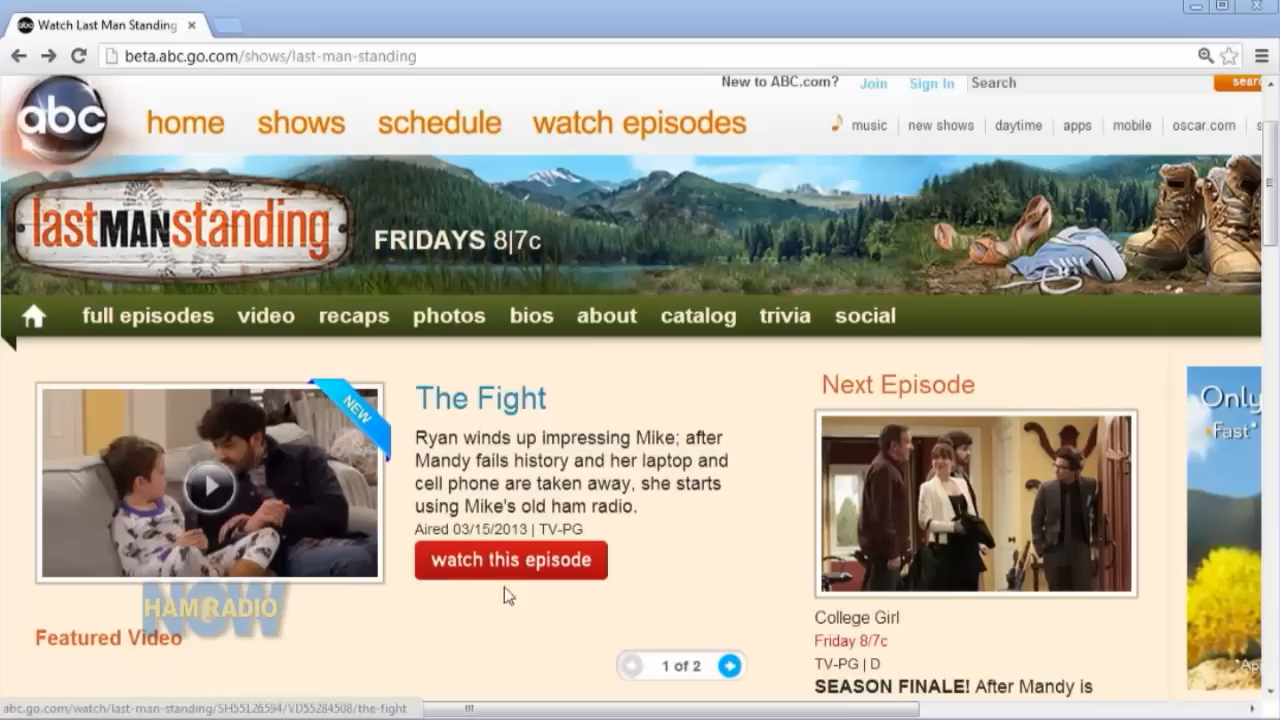 Watch Last Man Standing
beta.abc.go.com/shows/last-man-standing
New to ABC.com? Join Sign In Search
abc
home shows schedule watch episodes
music new shows daytime apps mobile oscar.com
lastMANstanding
FRIDAYS 8|7c
full episodes video recaps photos bios about catalog trivia social
NEW
The Fight
Ryan winds up impressing Mike; after
Mandy fails history and her laptop and
cell phone are taken away, she starts
using Mike's old ham radio.
Aired 03/15/2013 | TV-PG
watch this episode
Next Episode
College Girl
Friday 8/7c
TV-PG | D
SEASON FINALE! After Mandy is
Only
Fast*
HAM RADIO
NOW
Featured Video
1 of 2
abc.go.com/watch/last-man-standing/SH55126594/VD55284508/the-fight